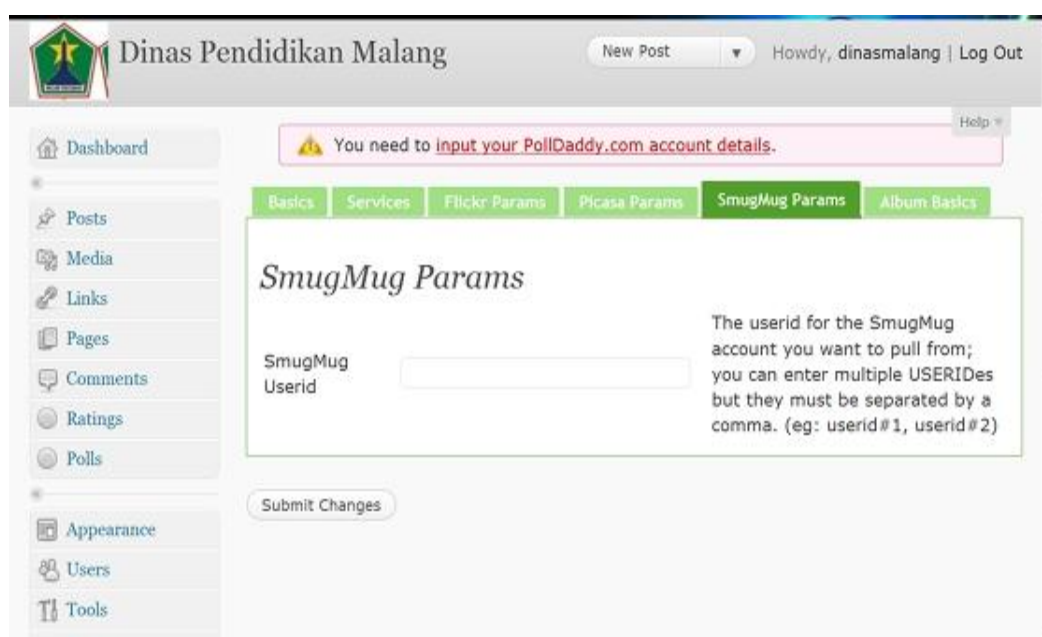 Dinas Pendidikan Malang
New Post
Howdy, dinasmalang | Log Out
Help
You need to input your PollDaddy.com account details.
Dashboard
Posts
Media
Links
Pages
Comments
Ratings
Polls
Appearance
Users
Tools
Basics Services Flickr Params Picasa Params SmugMug Params Album Basics
SmugMug Params
SmugMug
Userid
The userid for the SmugMug
account you want to pull from;
you can enter multiple USERIDes
but they must be separated by a
comma. (eg: userid#1, userid#2)
Submit Changes